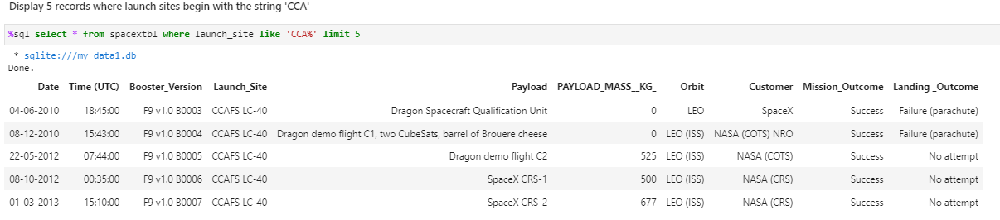 Display 5 records where launch sites begin with the string 'CCA'
%sql select * from spacextbl where launch_site like 'CCA%' limit 5
* sqlite:///my_data1.db
Done.
Date Time (UTC) Booster_Version Launch_Site Payload PAYLOAD_MASS__KG_ Orbit Customer Mission_Outcome Landing _Outcome
04-06-2010 18:45:00 F9 v1.0 B0003 CCAFS LC-40 Dragon Spacecraft Qualification Unit 0 LEO SpaceX Success Failure (parachute)
08-12-2010 15:43:00 F9 v1.0 B0004 CCAFS LC-40 Dragon demo flight C1, two CubeSats, barrel of Brouere cheese 0 LEO (ISS) NASA (COTS) NRO Success Failure (parachute)
22-05-2012 07:44:00 F9 v1.0 B0005 CCAFS LC-40 Dragon demo flight C2 525 LEO (ISS) NASA (COTS) Success No attempt
08-10-2012 00:35:00 F9 v1.0 B0006 CCAFS LC-40 SpaceX CRS-1 500 LEO (ISS) NASA (CRS) Success No attempt
01-03-2013 15:10:00 F9 v1.0 B0007 CCAFS LC-40 SpaceX CRS-2 677 LEO (ISS) NASA (CRS) Success No attempt